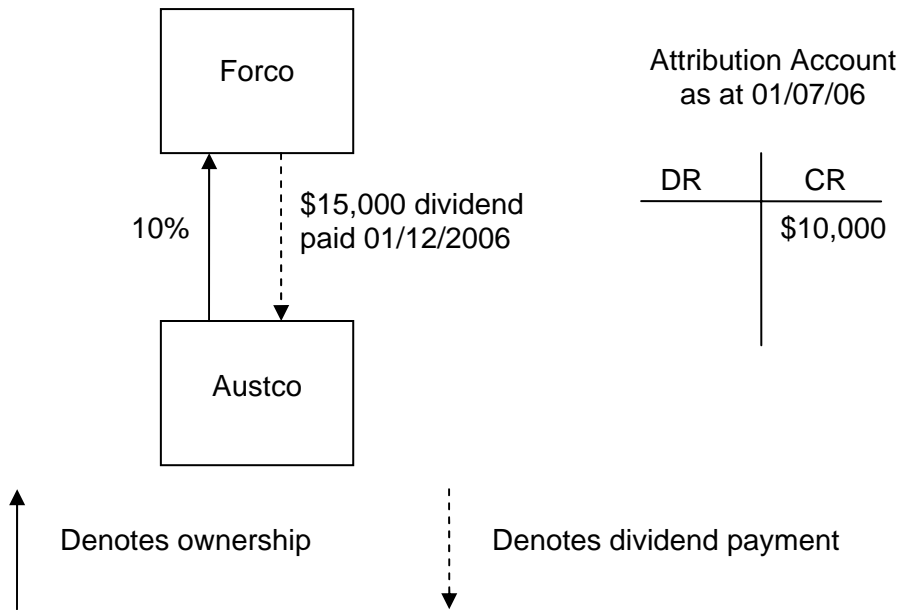 Forco
Attribution Account
as at 01/07/06
DR
CR
$10,000
10%
$15,000 dividend
paid 01/12/2006
Austco
Denotes ownership
Denotes dividend payment